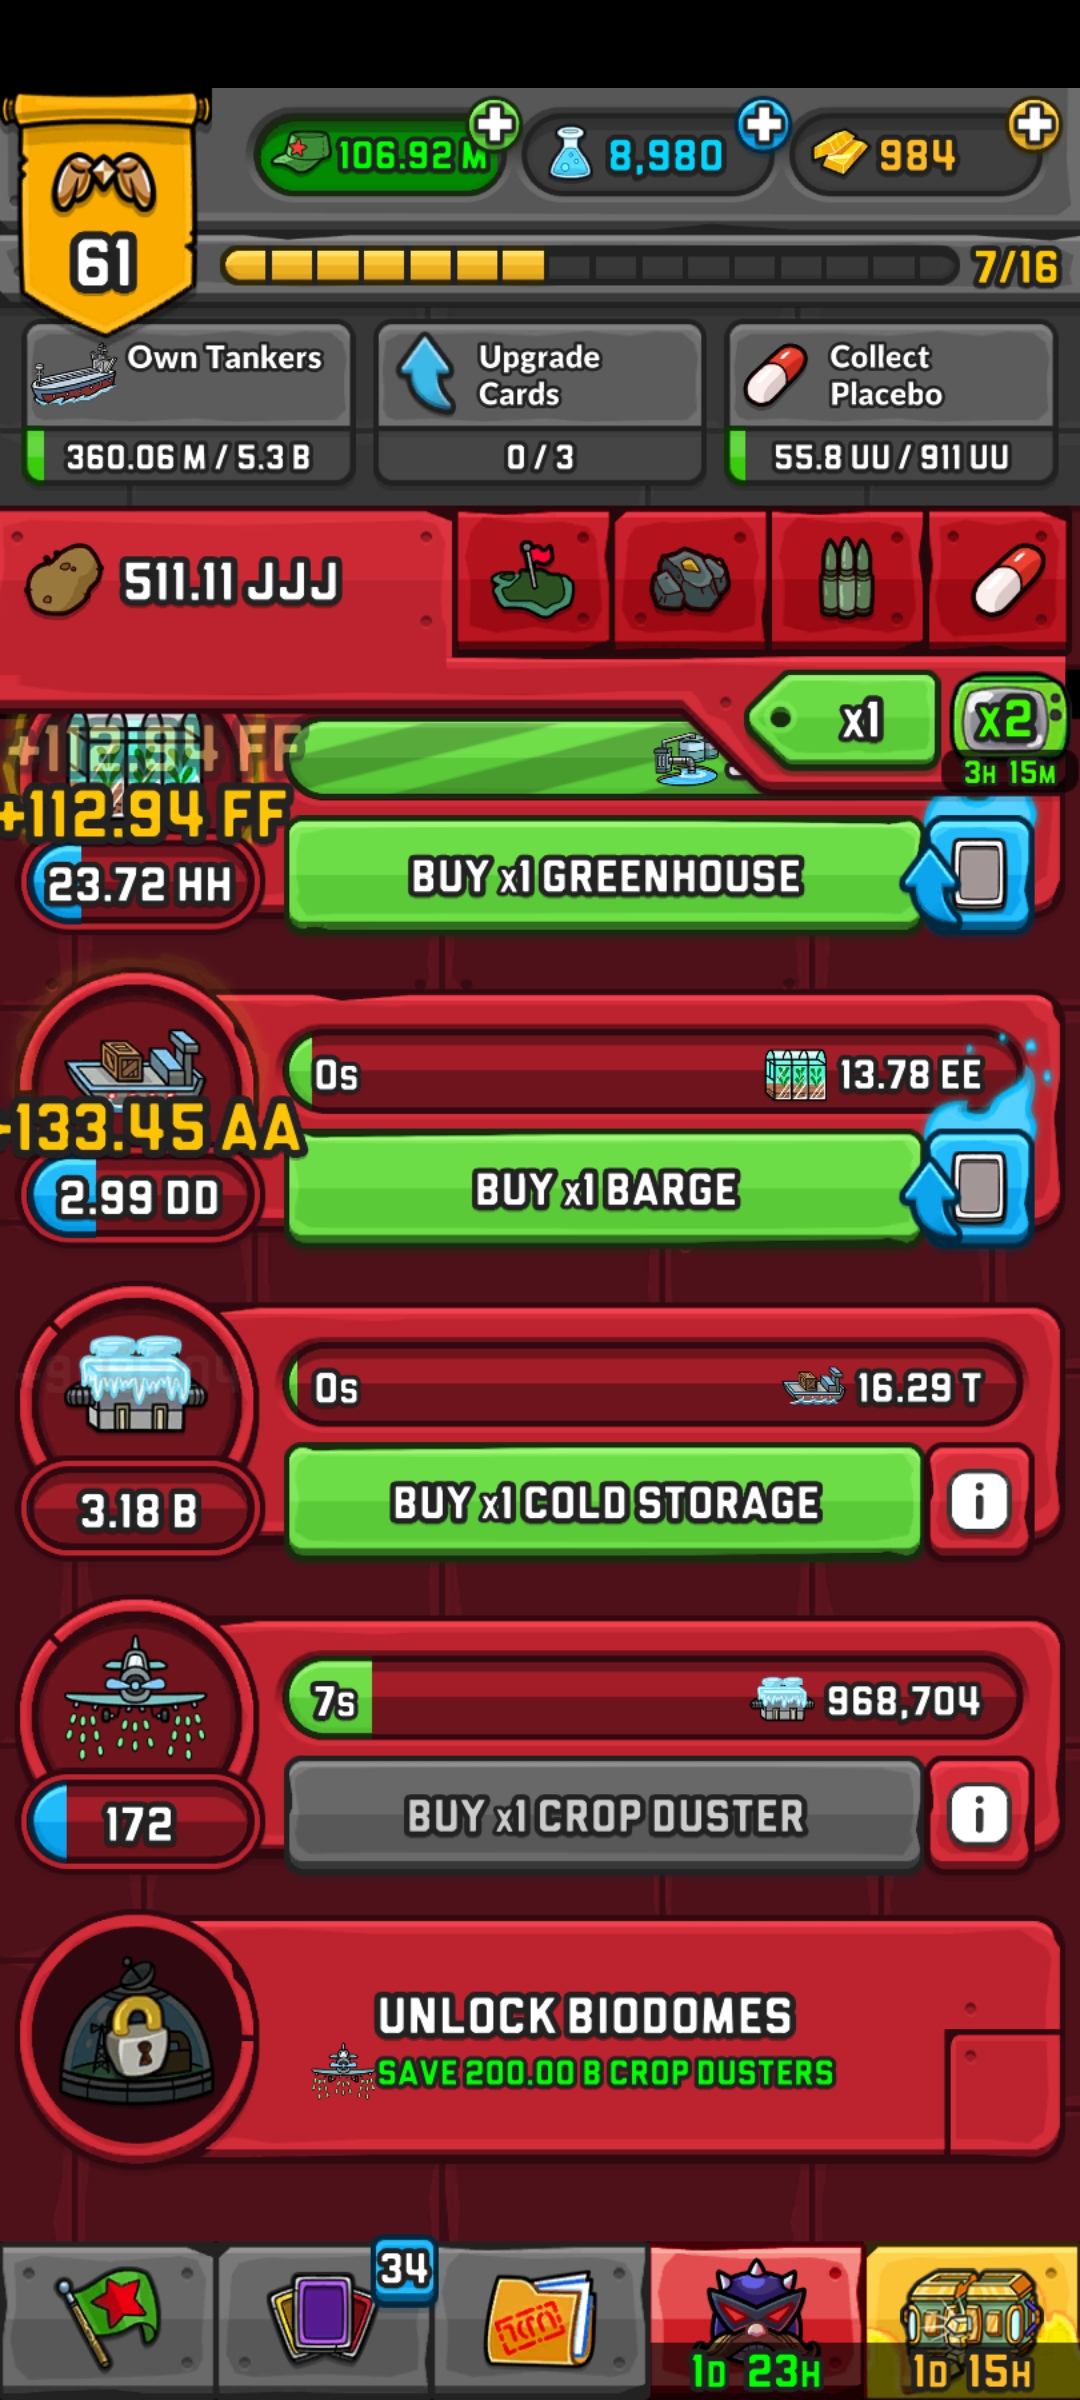 106.92 M
8,980
984
61
7/16
Own Tankers
360.06 M / 5.3 B
Upgrade
Cards
0 / 3
Collect
Placebo
55.8 UU / 911 UU
511.11 JJJ
x1
x2
3H 15M
+112.94 FF
+112.94 FF
23.72 HH
BUY x1 GREENHOUSE
0s
13.78 EE
133.45 AA
2.99 DD
BUY x1 BARGE
0s
16.29 T
3.18 B
BUY x1 COLD STORAGE
i
7s
968,704
172
BUY x1 CROP DUSTER
i
UNLOCK BIODOMES
SAVE 200.00 B CROP DUSTERS
34
1D 23H
1D 15H